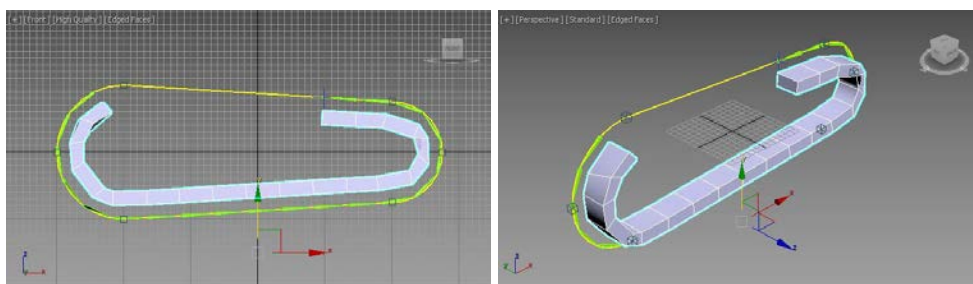 [+] [Front] [High Quality] [Edged Faces]
[+] [Perspective] [Standard] [Edged Faces]